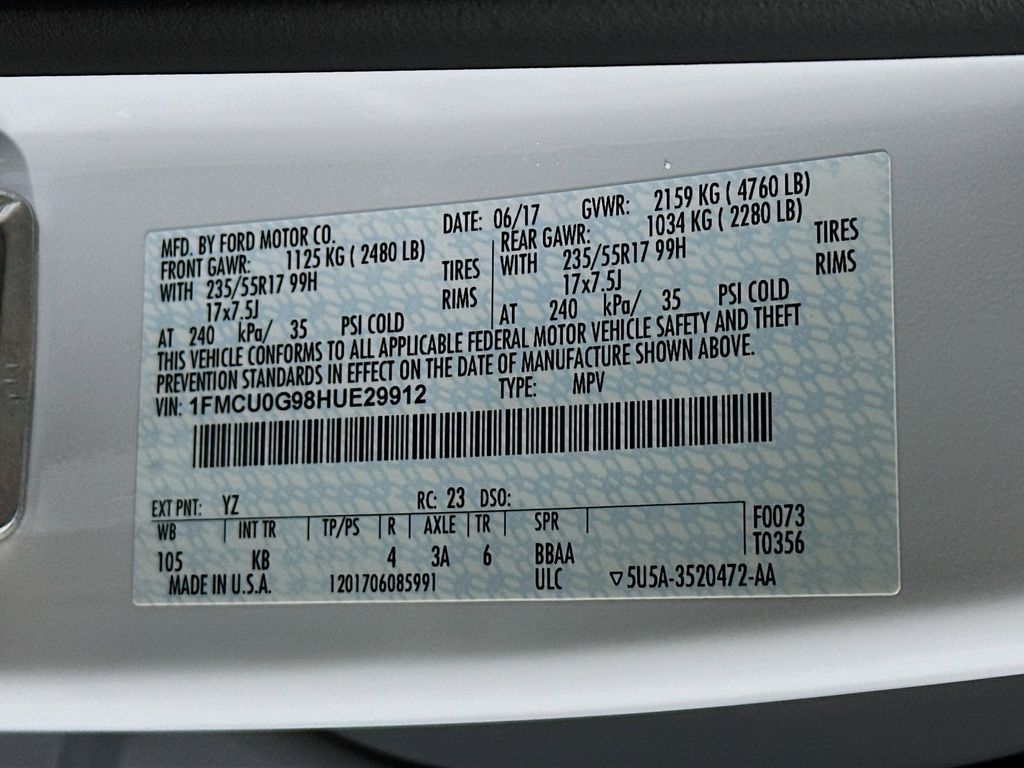 MFD. BY FORD MOTOR CO. DATE: 06/17 GVWR: 2159 KG ( 4760 LB)
FRONT GAWR: 1125 KG ( 2480 LB) REAR GAWR: 1034 KG ( 2280 LB)
WITH 235/55R17 99H TIRES WITH 235/55R17 99H TIRES
17x7.5J RIMS 17x7.5J RIMS
AT 240 kPa/ 35 PSI COLD AT 240 kPa/ 35 PSI COLD
THIS VEHICLE CONFORMS TO ALL APPLICABLE FEDERAL MOTOR VEHICLE SAFETY AND THEFT
PREVENTION STANDARDS IN EFFECT ON THE DATE OF MANUFACTURE SHOWN ABOVE.
VIN: 1FMCU0G98HUE29912 TYPE: MPV
EXT PNT: YZ RC: 23 DSO:
WB INT TR TP/PS R AXLE TR SPR F0073
105 KB 4 3A 6 BBAA T0356
MADE IN U.S.A. 1201706085991 ULC ▽5U5A-3520472-AA